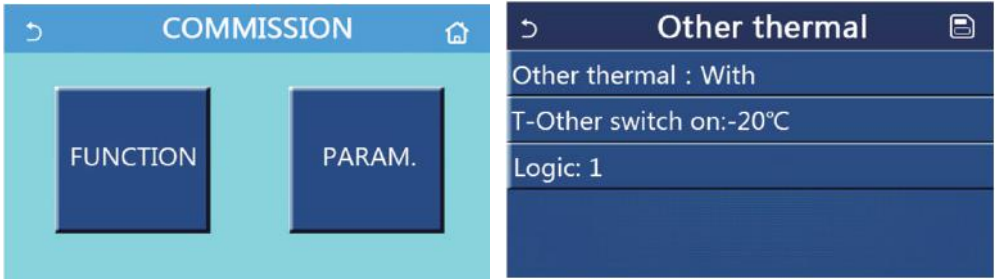 COMMISSION
FUNCTION
PARAM.
Other thermal
Other thermal : With
T-Other switch on:-20℃
Logic: 1